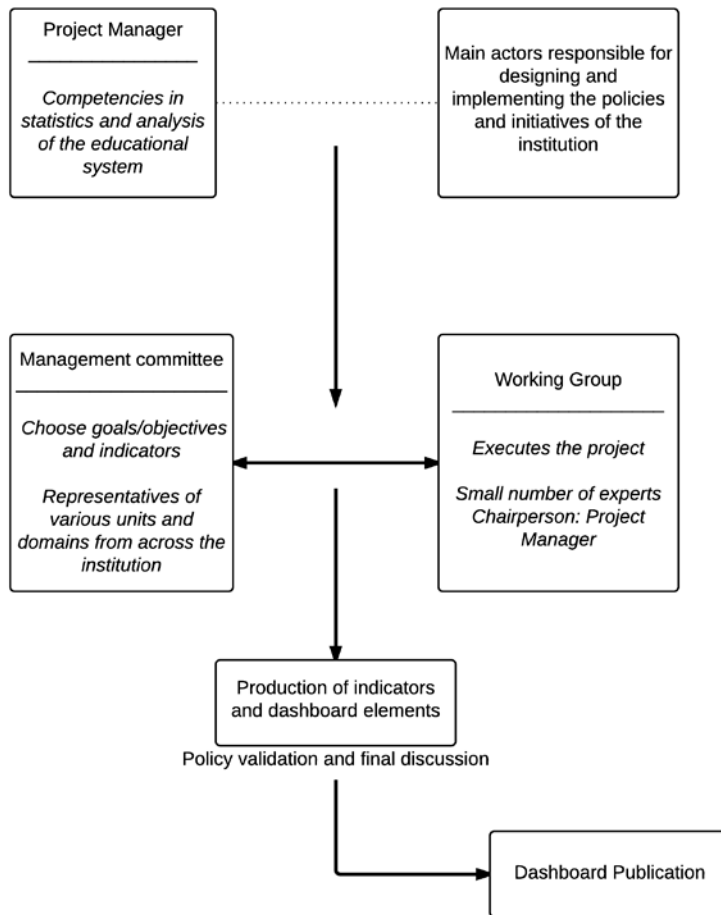 Project Manager
Competencies in
statistics and analysis
of the educational
system
Main actors responsible for
designing and
implementing the policies
and initiatives of the
institution
Management committee
Choose goals/objectives
and indicators
Representatives of
various units and
domains from across the
institution
Working Group
Executes the project
Small number of experts
Chairperson: Project
Manager
Production of indicators
and dashboard elements
Policy validation and final discussion
Dashboard Publication